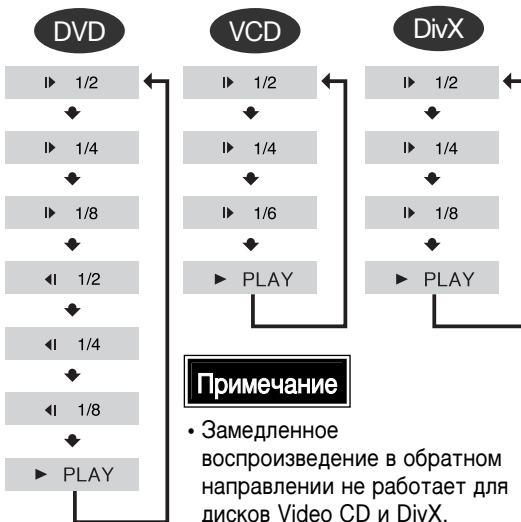 DVD
I▶ 1/2
I▶ 1/4
I▶ 1/8
◀I 1/2
◀I 1/4
◀I 1/8
► PLAY
VCD
I▶ 1/2
I▶ 1/4
I▶ 1/6
► PLAY
DivX
I▶ 1/2
I▶ 1/4
I▶ 1/8
► PLAY
Примечание
• Замедленное
воспроизведение в обратном
направлении не работает для
дисков Video CD и DivX.